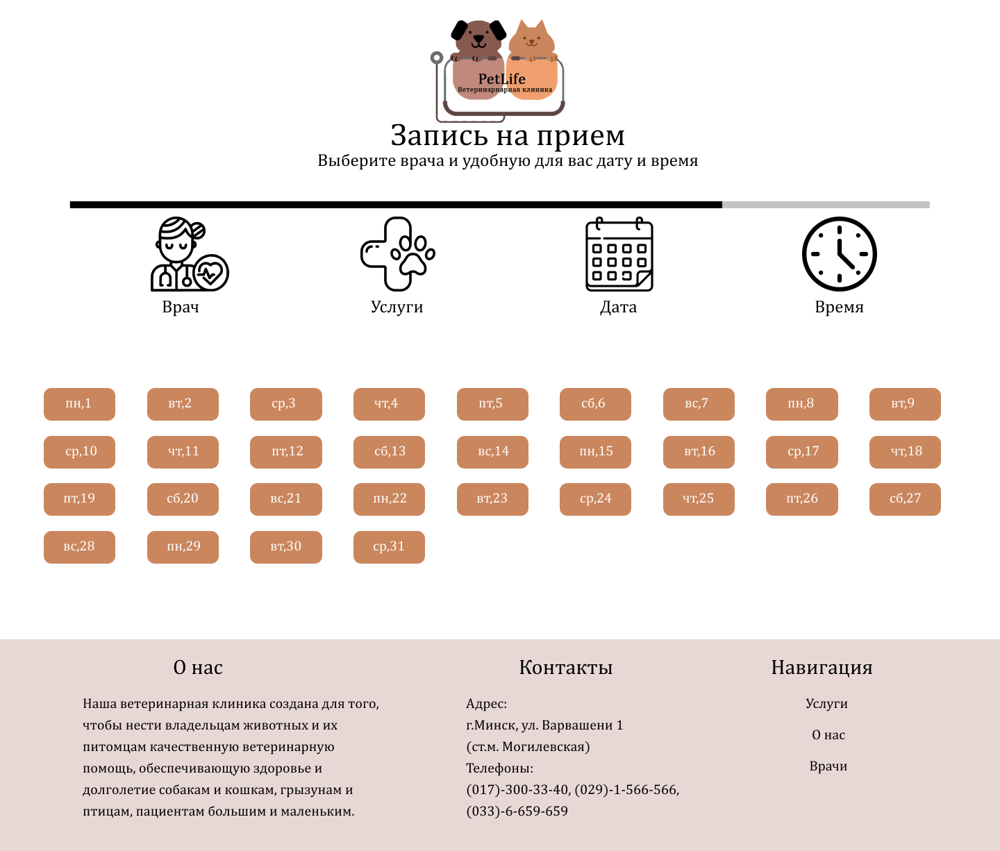 PetLife
Ветеринарнарная клиника
Запись на прием
Выберите врача и удобную для вас дату и время
Врач Услуги Дата Время
пн,1 вт,2 ср,3 чт,4 пт,5 сб,6 вс,7 пн,8 вт,9
ср,10 чт,11 пт,12 сб,13 вс,14 пн,15 вт,16 ср,17 чт,18
пт,19 сб,20 вс,21 пн,22 вт,23 ср,24 чт,25 пт,26 сб,27
вс,28 пн,29 вт,30 ср,31
О нас
Наша ветеринарная клиника создана для того,
чтобы нести владельцам животных и их
питомцам качественную ветеринарную
помощь, обеспечивающую здоровье и
долголетие собакам и кошкам, грызунам и
птицам, пациентам большим и маленьким.
Контакты
Адрес:
г.Минск, ул. Варвашени 1
(ст.м. Могилевская)
Телефоны:
(017)-300-33-40, (029)-1-566-566,
(033)-6-659-659
Навигация
Услуги
О нас
Врачи